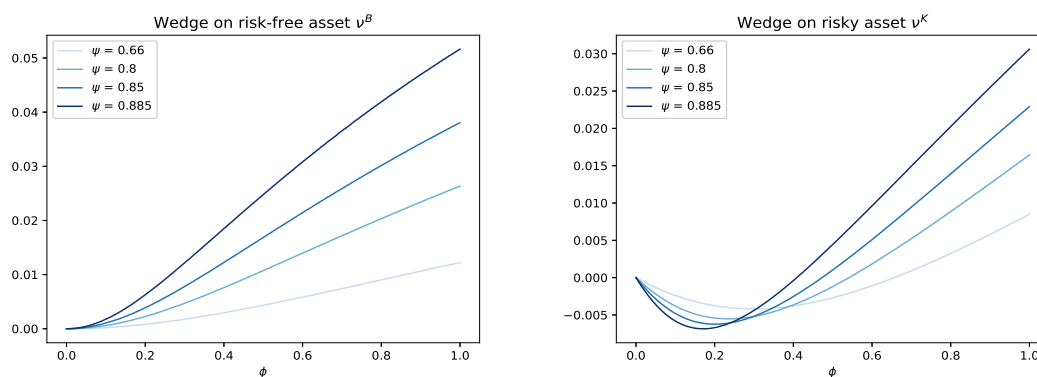 Wedge on risk-free asset ν^B
ψ = 0.66
ψ = 0.8
ψ = 0.85
ψ = 0.885
0.05
0.04
0.03
0.02
0.01
0.00
0.0 0.2 0.4 0.6 0.8 1.0
ϕ
Wedge on risky asset ν^K
ψ = 0.66
ψ = 0.8
ψ = 0.85
ψ = 0.885
0.030
0.025
0.020
0.015
0.010
0.005
0.000
−0.005
0.0 0.2 0.4 0.6 0.8 1.0
ϕ